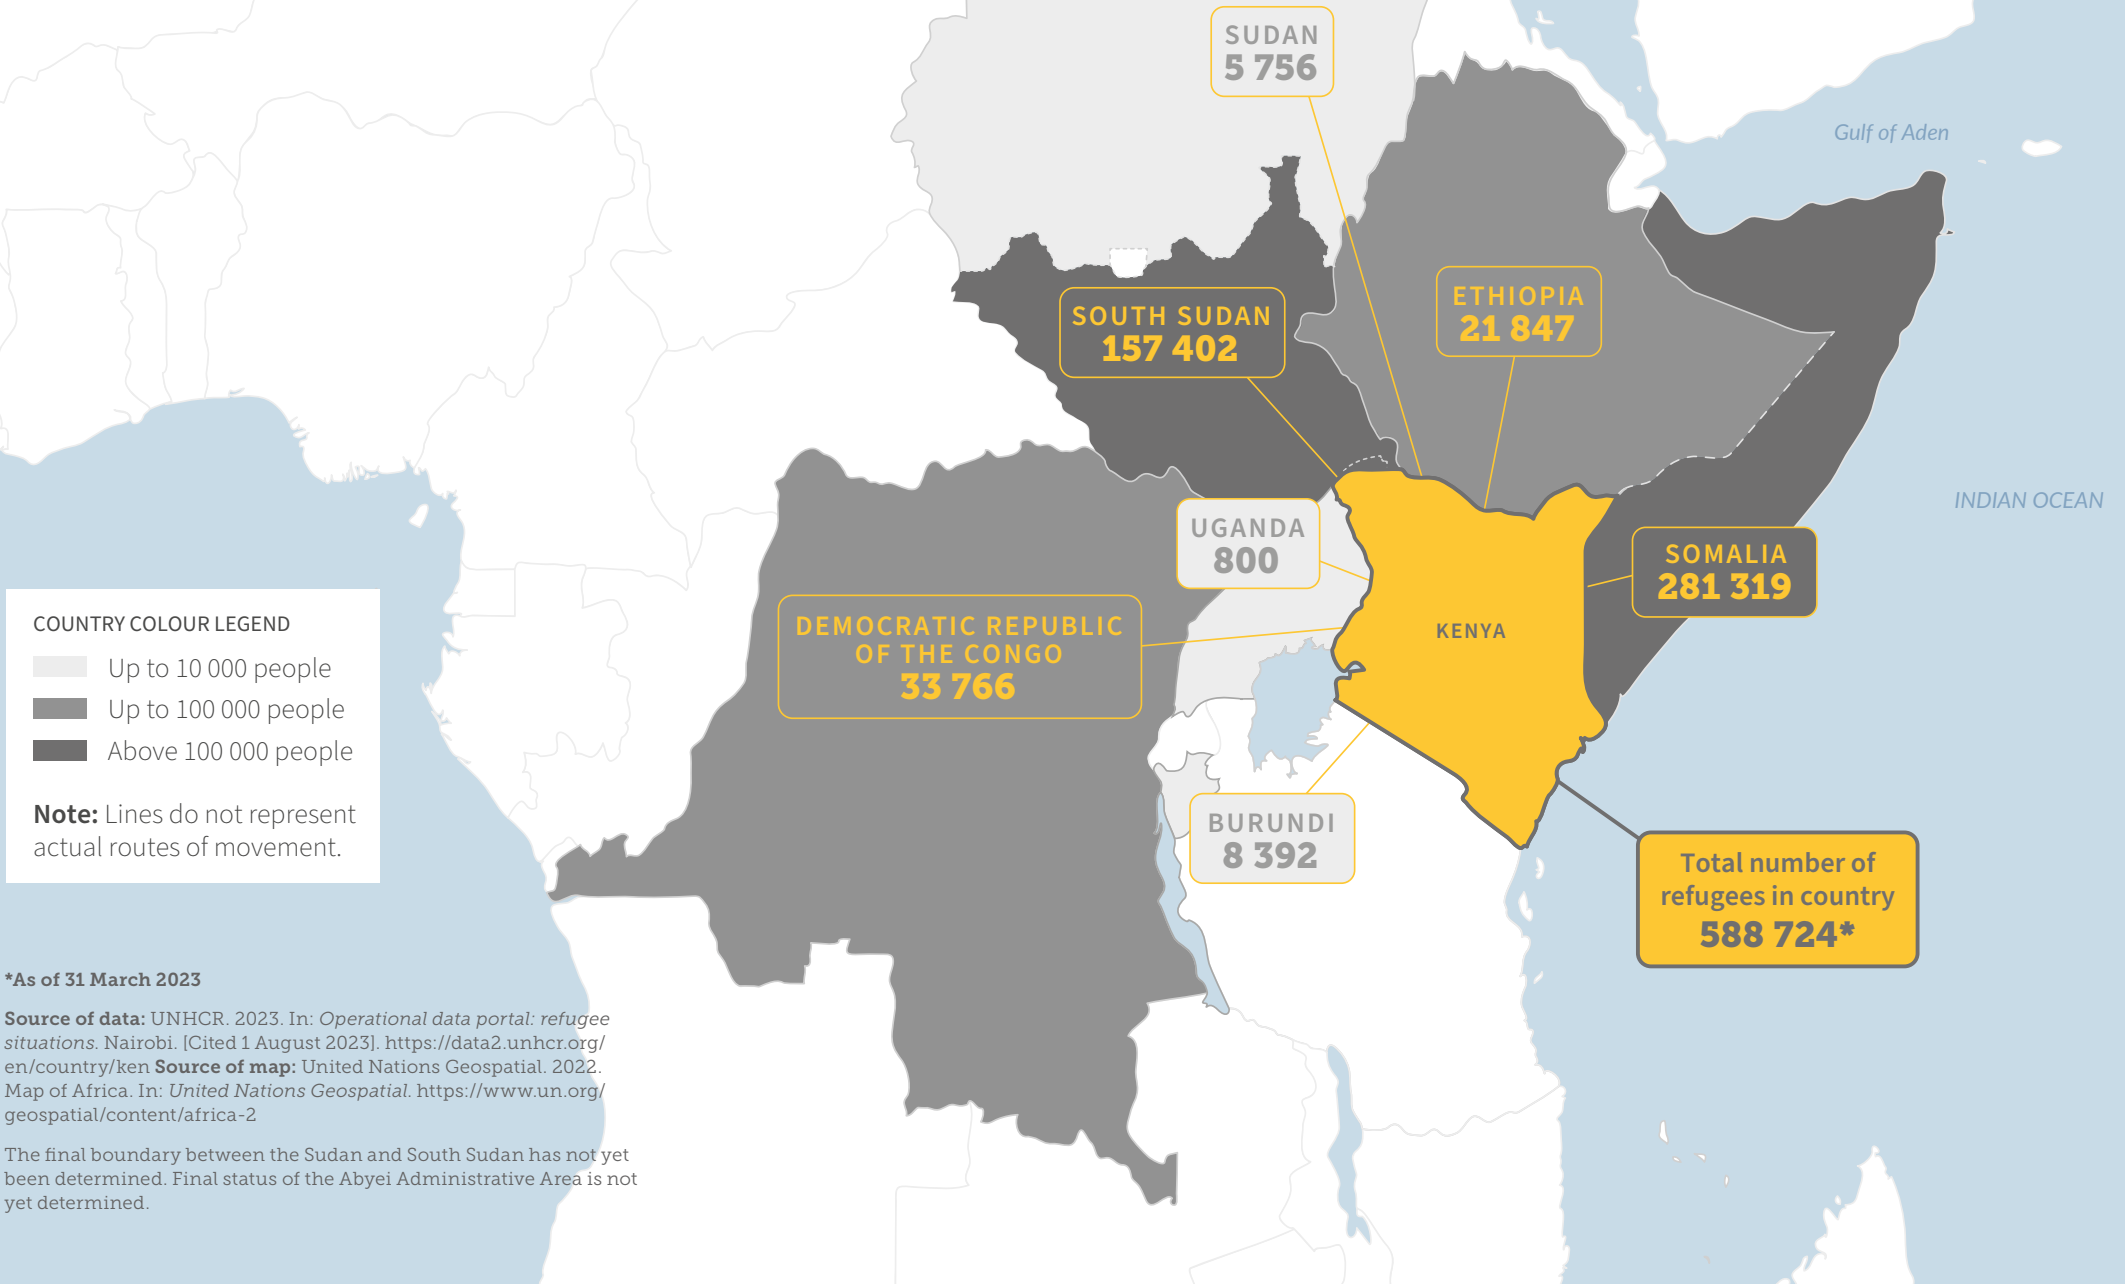 SUDAN
5 756
Gulf of Aden
ETHIOPIA
21 847
SOUTH SUDAN
157 402
INDIAN OCEAN
UGANDA
800
SOMALIA
281 319
DEMOCRATIC REPUBLIC
OF THE CONGO
33 766
KENYA
BURUNDI
8 392
Total number of
refugees in country
588 724*
COUNTRY COLOUR LEGEND
Up to 10 000 people
Up to 100 000 people
Above 100 000 people
Note: Lines do not represent
actual routes of movement.
*As of 31 March 2023
Source of data: UNHCR. 2023. In: Operational data portal: refugee
situations. Nairobi. [Cited 1 August 2023]. https://data2.unhcr.org/
en/country/ken Source of map: United Nations Geospatial. 2022.
Map of Africa. In: United Nations Geospatial. https://www.un.org/
geospatial/content/africa-2
The final boundary between the Sudan and South Sudan has not yet
been determined. Final status of the Abyei Administrative Area is not
yet determined.